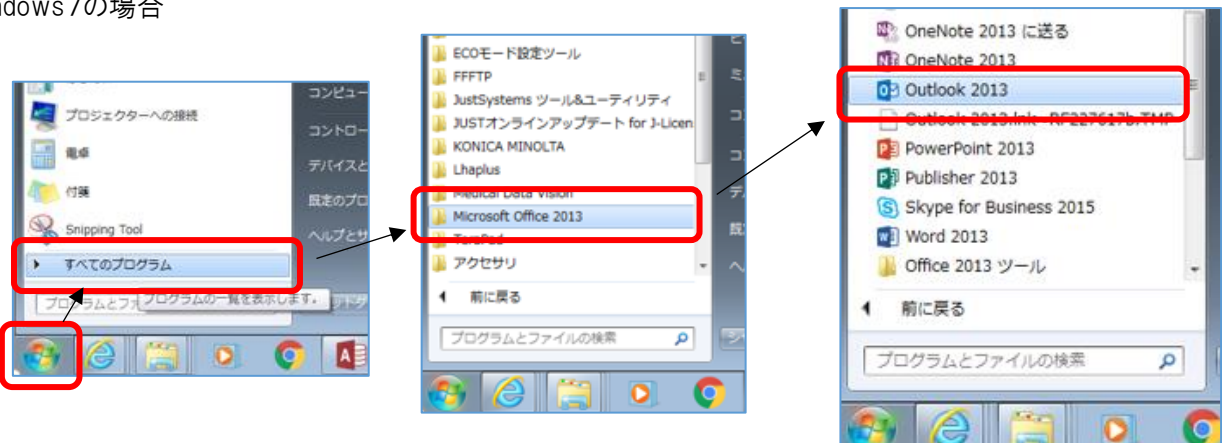 ndows7の場合
プロジェクターへの接続
電卓
付箋
Snipping Tool
すべてのプログラム
プログラムの一覧を表示します。
コンピュー
コントロー
デバイスと
既定のプロ
ヘルプとサ
ECOモード設定ツール
FFFTP
JustSystems ツール&ユーティリティ
JUSTオンラインアップデート for J-Licen
KONICA MINOLTA
Lhaplus
Medical Data Vision
Microsoft Office 2013
TeraPad
アクセサリ
前に戻る
プログラムとファイルの検索
OneNote 2013 に送る
OneNote 2013
Outlook 2013
Outlook 2013.lnk~RF227617b.TMP
PowerPoint 2013
Publisher 2013
Skype for Business 2015
Word 2013
Office 2013 ツール
前に戻る
プログラムとファイルの検索